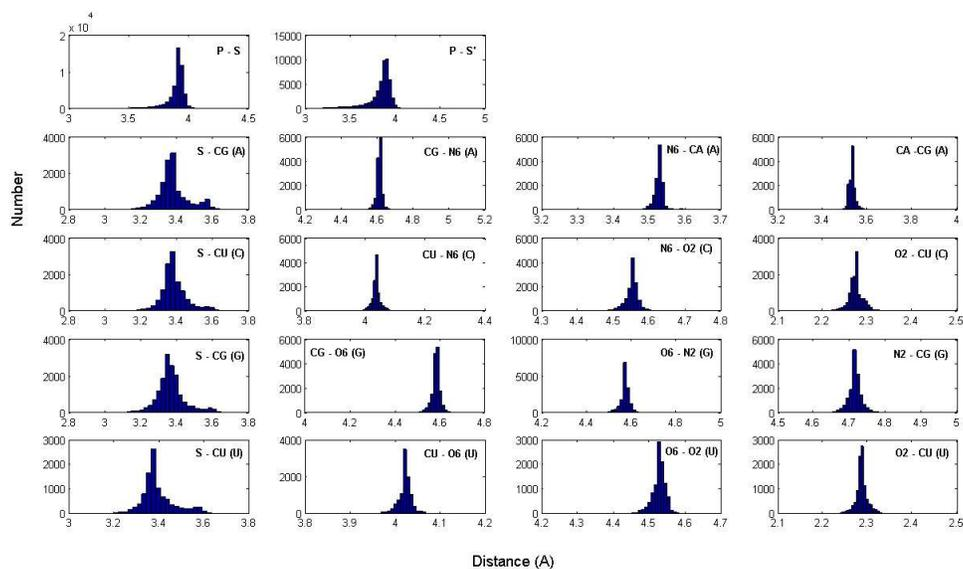 x 10 4
P - S
2
1
0
3 3.5 4 4.5
P - S'
15000
10000
5000
0
3 3.5 4 4.5 5
Number
S - CG (A)
4000
2000
0
2.8 3 3.2 3.4 3.6 3.8
CG - N6 (A)
6000
4000
2000
0
4.2 4.4 4.6 4.8 5 5.2
N6 - CA (A)
6000
4000
2000
0
3.2 3.3 3.4 3.5 3.6 3.7
CA -CG (A)
6000
4000
2000
0
3.2 3.4 3.6 3.8 4
S - CU (C)
4000
2000
0
2.8 3 3.2 3.4 3.6 3.8
CU - N6 (C)
6000
4000
2000
0
3.8 4 4.2 4.4
N6 - O2 (C)
6000
4000
2000
0
4.3 4.4 4.5 4.6 4.7 4.8
O2 - CU (C)
4000
2000
0
2.1 2.2 2.3 2.4 2.5
S - CG (G)
4000
2000
0
2.8 3 3.2 3.4 3.6 3.8
CG - O6 (G)
6000
4000
2000
0
4 4.2 4.4 4.6 4.8
O6 - N2 (G)
10000
5000
0
4.2 4.4 4.6 4.8 5
N2 - CG (G)
6000
4000
2000
0
4.5 4.6 4.7 4.8 4.9 5
S - CU (U)
3000
2000
1000
0
3 3.2 3.4 3.6 3.8
CU - O6 (U)
4000
2000
0
3.8 3.9 4 4.1 4.2
O6 - O2 (U)
3000
2000
1000
0
4.2 4.3 4.4 4.5 4.6 4.7
O2 - CU (U)
3000
2000
1000
0
2.1 2.2 2.3 2.4 2.5
Distance (A)